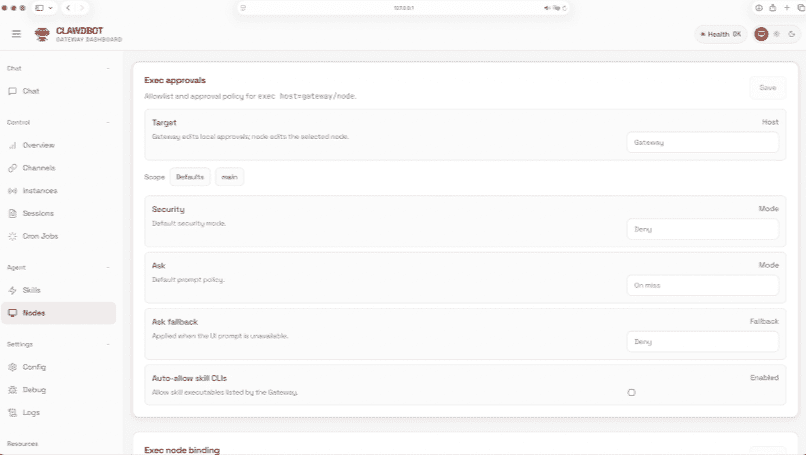 127.0.0.1
CLAWDBOT
GATEWAY DASHBOARD
Health OK
Chat
Chat
Control
Overview
Channels
Instances
Sessions
Cron Jobs
Agent
Skills
Nodes
Settings
Config
Debug
Logs
Resources
Exec approvals
Allowlist and approval policy for exec host=gateway/node.
Save
Target
Gateway edits local approvals; node edits the selected node.
Host
Gateway
Scope Defaults main
Security
Default security mode.
Mode
Deny
Ask
Default prompt policy.
Mode
On miss
Ask fallback
Applied when the UI prompt is unavailable.
Fallback
Deny
Auto-allow skill CLIs
Allow skill executables listed by the Gateway.
Enabled
Exec node binding